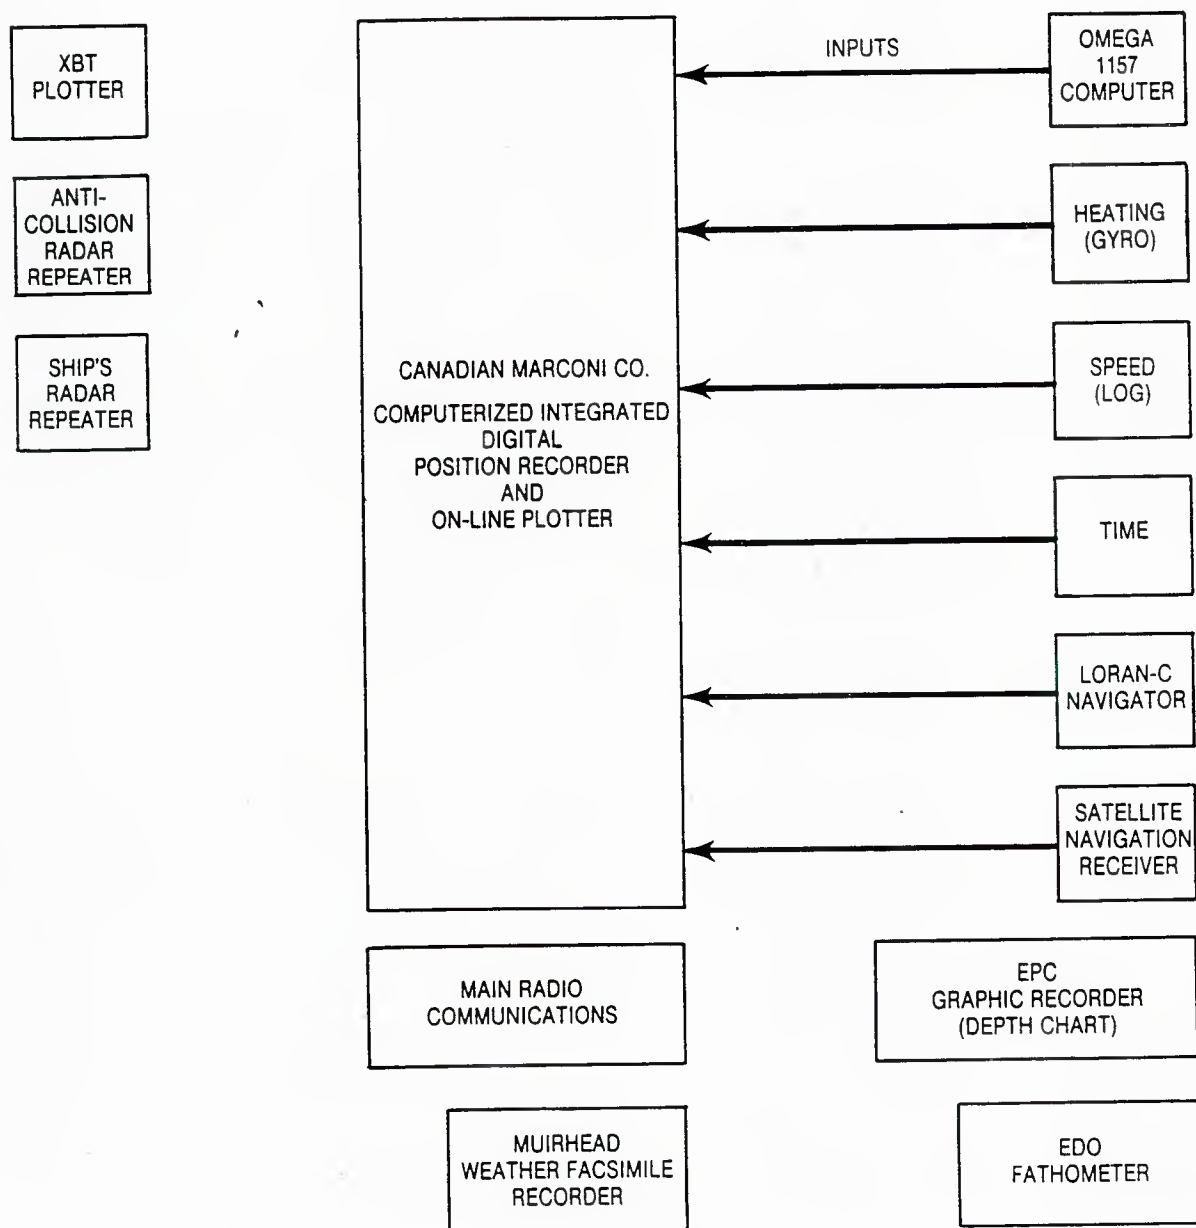 XBT
PLOTTER
ANTI-
COLLISION
RADAR
REPEATER
SHIP'S
RADAR
REPEATER
CANADIAN MARCONI CO.
COMPUTERIZED INTEGRATED
DIGITAL
POSITION RECORDER
AND
ON-LINE PLOTTER
INPUTS
OMEGA
1157
COMPUTER
HEATING
(GYRO)
SPEED
(LOG)
TIME
LORAN-C
NAVIGATOR
SATELLITE
NAVIGATION
RECEIVER
MAIN RADIO
COMMUNICATIONS
EPC
GRAPHIC RECORDER
(DEPTH CHART)
MUIRHEAD
WEATHER FACSIMILE
RECORDER
EDO
FATHOMETER